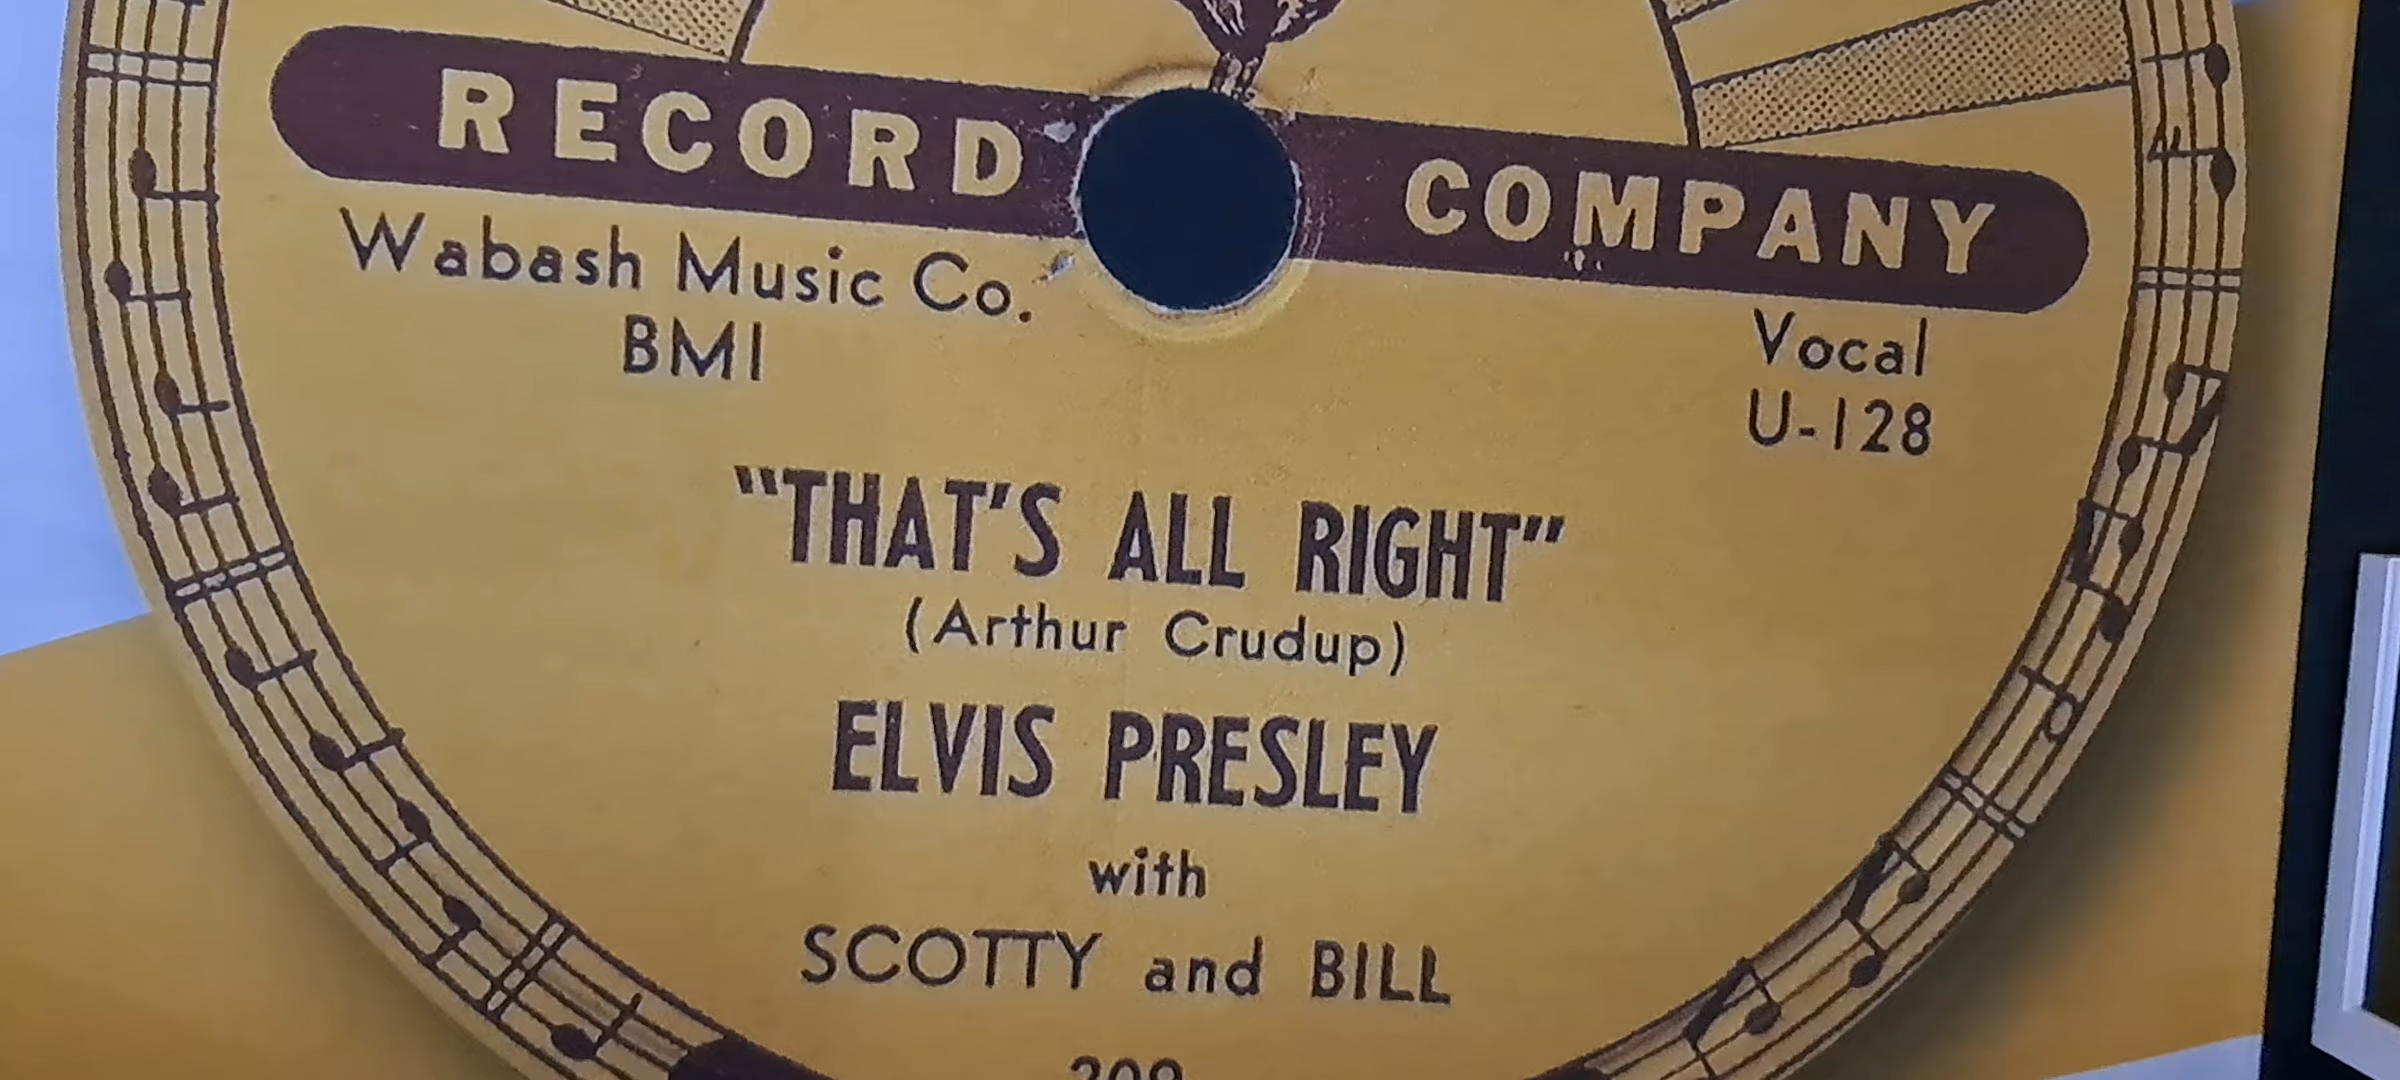 RECORD COMPANY
Wabash Music Co.
BMI
Vocal
U-128
"THAT'S ALL RIGHT"
(Arthur Crudup)
ELVIS PRESLEY
with
SCOTTY and BILL
209